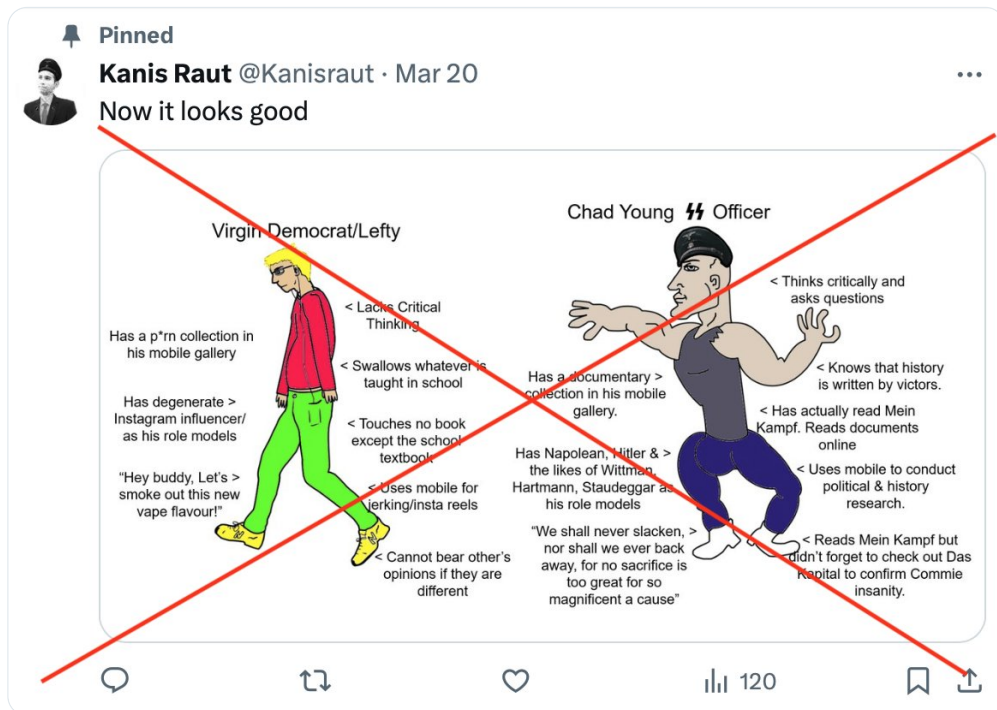 Pinned
Kanis Raut @Kanisraut · Mar 20
Now it looks good
Virgin Democrat/Lefty
Has a p*rn collection in
his mobile gallery
Has degenerate >
Instagram influencer/
as his role models
“Hey buddy, Let's >
smoke out this new
vape flavour!”
< Lacks Critical
Thinking
< Swallows whatever is
taught in school
< Touches no book
except the school
textbook
< Uses mobile for
jerking/insta reels
< Cannot bear other's
opinions if they are
different
Chad Young ᛋᛋ Officer
Has a documentary >
collection in his mobile
gallery.
Has Napolean, Hitler & >
the likes of Wittman,
Hartmann, Staudeggar as
his role models
“We shall never slacken, >
nor shall we ever back
away, for no sacrifice is
too great for so
magnificent a cause”
< Thinks critically and
asks questions
< Knows that history
is written by victors.
< Has actually read Mein
Kampf. Reads documents
online
< Uses mobile to conduct
political & history
research.
< Reads Mein Kampf but
didn't forget to check out Das
Kapital to confirm Commie
insanity.
120